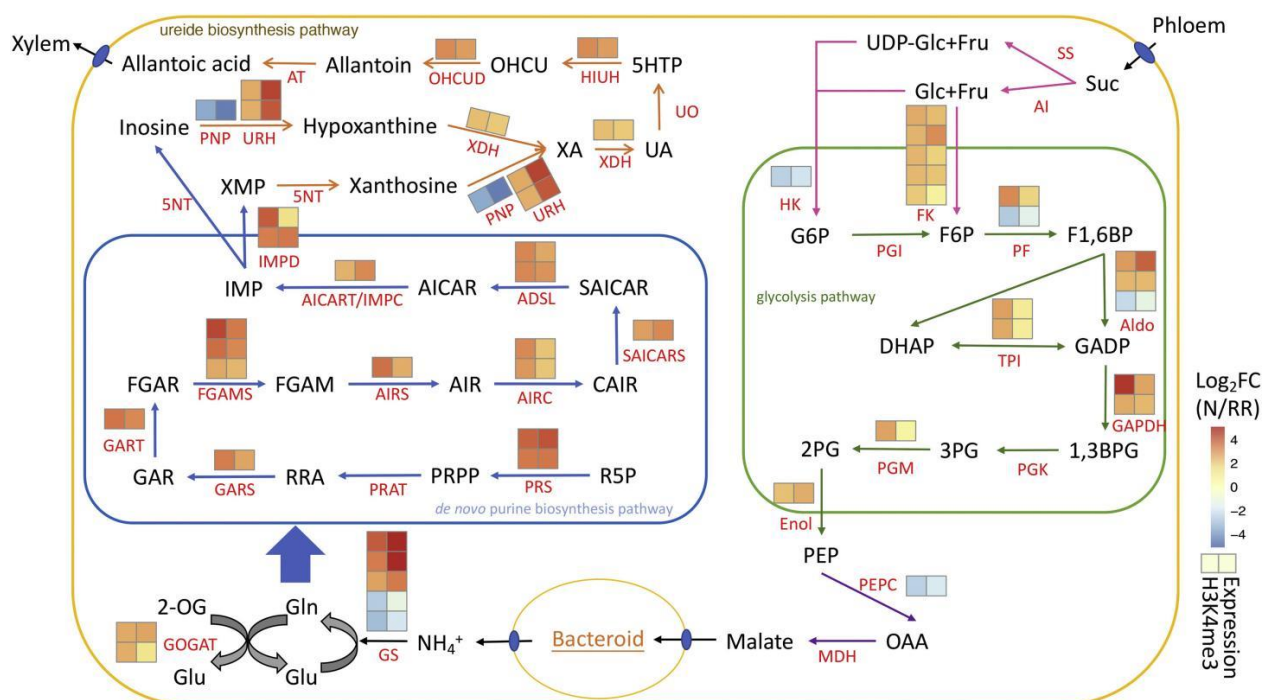 ureide biosynthesis pathway
Xylem
Phloem
Allantoic acid
AT
Allantoin
OHCUD
OHCU
HIUH
5HTP
UDP-Glc+Fru
SS
Suc
Glc+Fru
AI
UO
Inosine
PNP
URH
Hypoxanthine
XDH
XA
XDH
UA
5NT
XMP
5NT
Xanthosine
PNP
URH
HK
FK
IMPD
G6P
PGI
F6P
PF
F1,6BP
IMP
AICART/IMPC
AICAR
ADSL
SAICAR
glycolysis pathway
Aldo
SAICARS
DHAP
TPI
GADP
FGAR
FGAMS
FGAM
AIRS
AIR
AIRC
CAIR
GART
GAPDH
Log2FC
(N/RR)
4
2
0
−2
−4
GAR
GARS
RRA
PRAT
PRPP
PRS
R5P
2PG
PGM
3PG
PGK
1,3BPG
de novo purine biosynthesis pathway
Enol
PEP
PEPC
Expression
H3K4me3
2-OG
Gln
GOGAT
Glu
Glu
GS
NH4+
Bacteroid
Malate
MDH
OAA